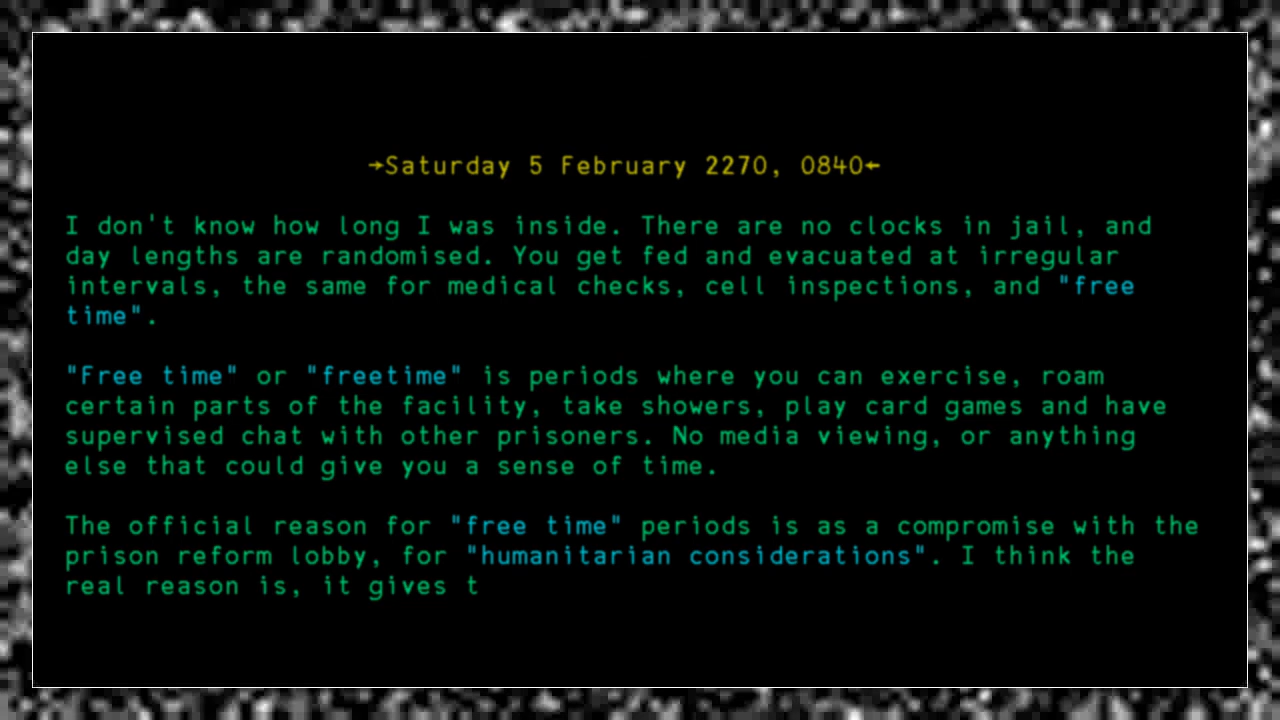 →Saturday 5 February 2270, 0840←
I don't know how long I was inside. There are no clocks in jail, and
day lengths are randomised. You get fed and evacuated at irregular
intervals, the same for medical checks, cell inspections, and "free
time".
"Free time" or "freetime" is periods where you can exercise, roam
certain parts of the facility, take showers, play card games and have
supervised chat with other prisoners. No media viewing, or anything
else that could give you a sense of time.
The official reason for "free time" periods is as a compromise with the
prison reform lobby, for "humanitarian considerations". I think the
real reason is, it gives t